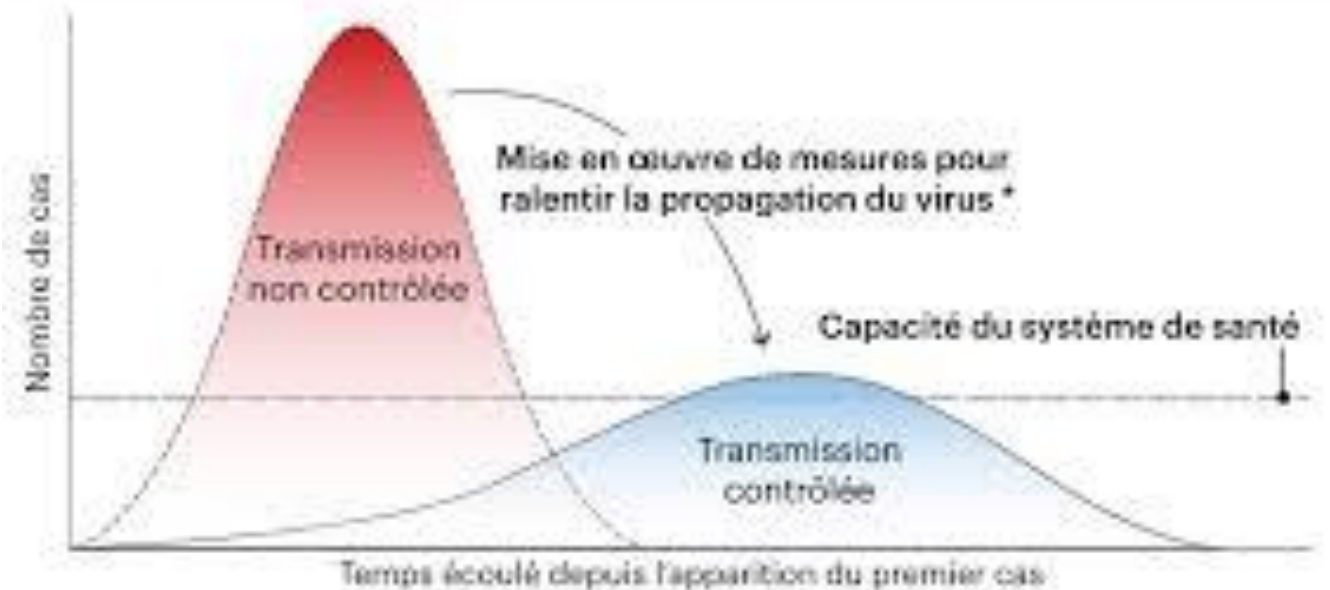 Nombre de cas
Transmission
non contrôlée
Mise en œuvre de mesures pour
ralentir la propagation du virus *
Capacité du système de santé
Transmission
contrôlée
Temps écoulé depuis l'apparition du premier cas